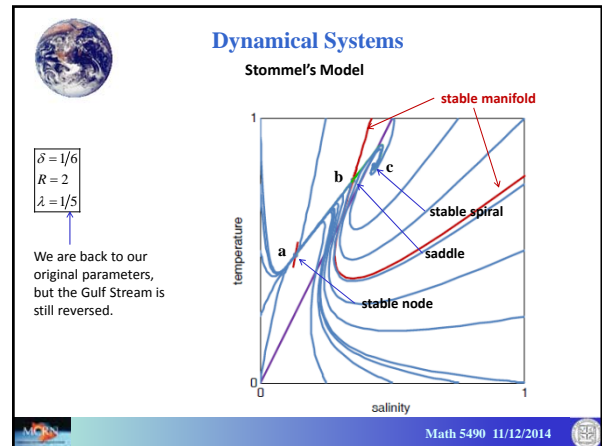 Dynamical Systems
Stommel's Model
stable manifold
δ = 1/6
R = 2
λ = 1/5
We are back to our
original parameters,
but the Gulf Stream is
still reversed.
1
temperature
0
a
b
c
stable spiral
saddle
stable node
0
1
salinity
MCRN
Math 5490 11/12/2014